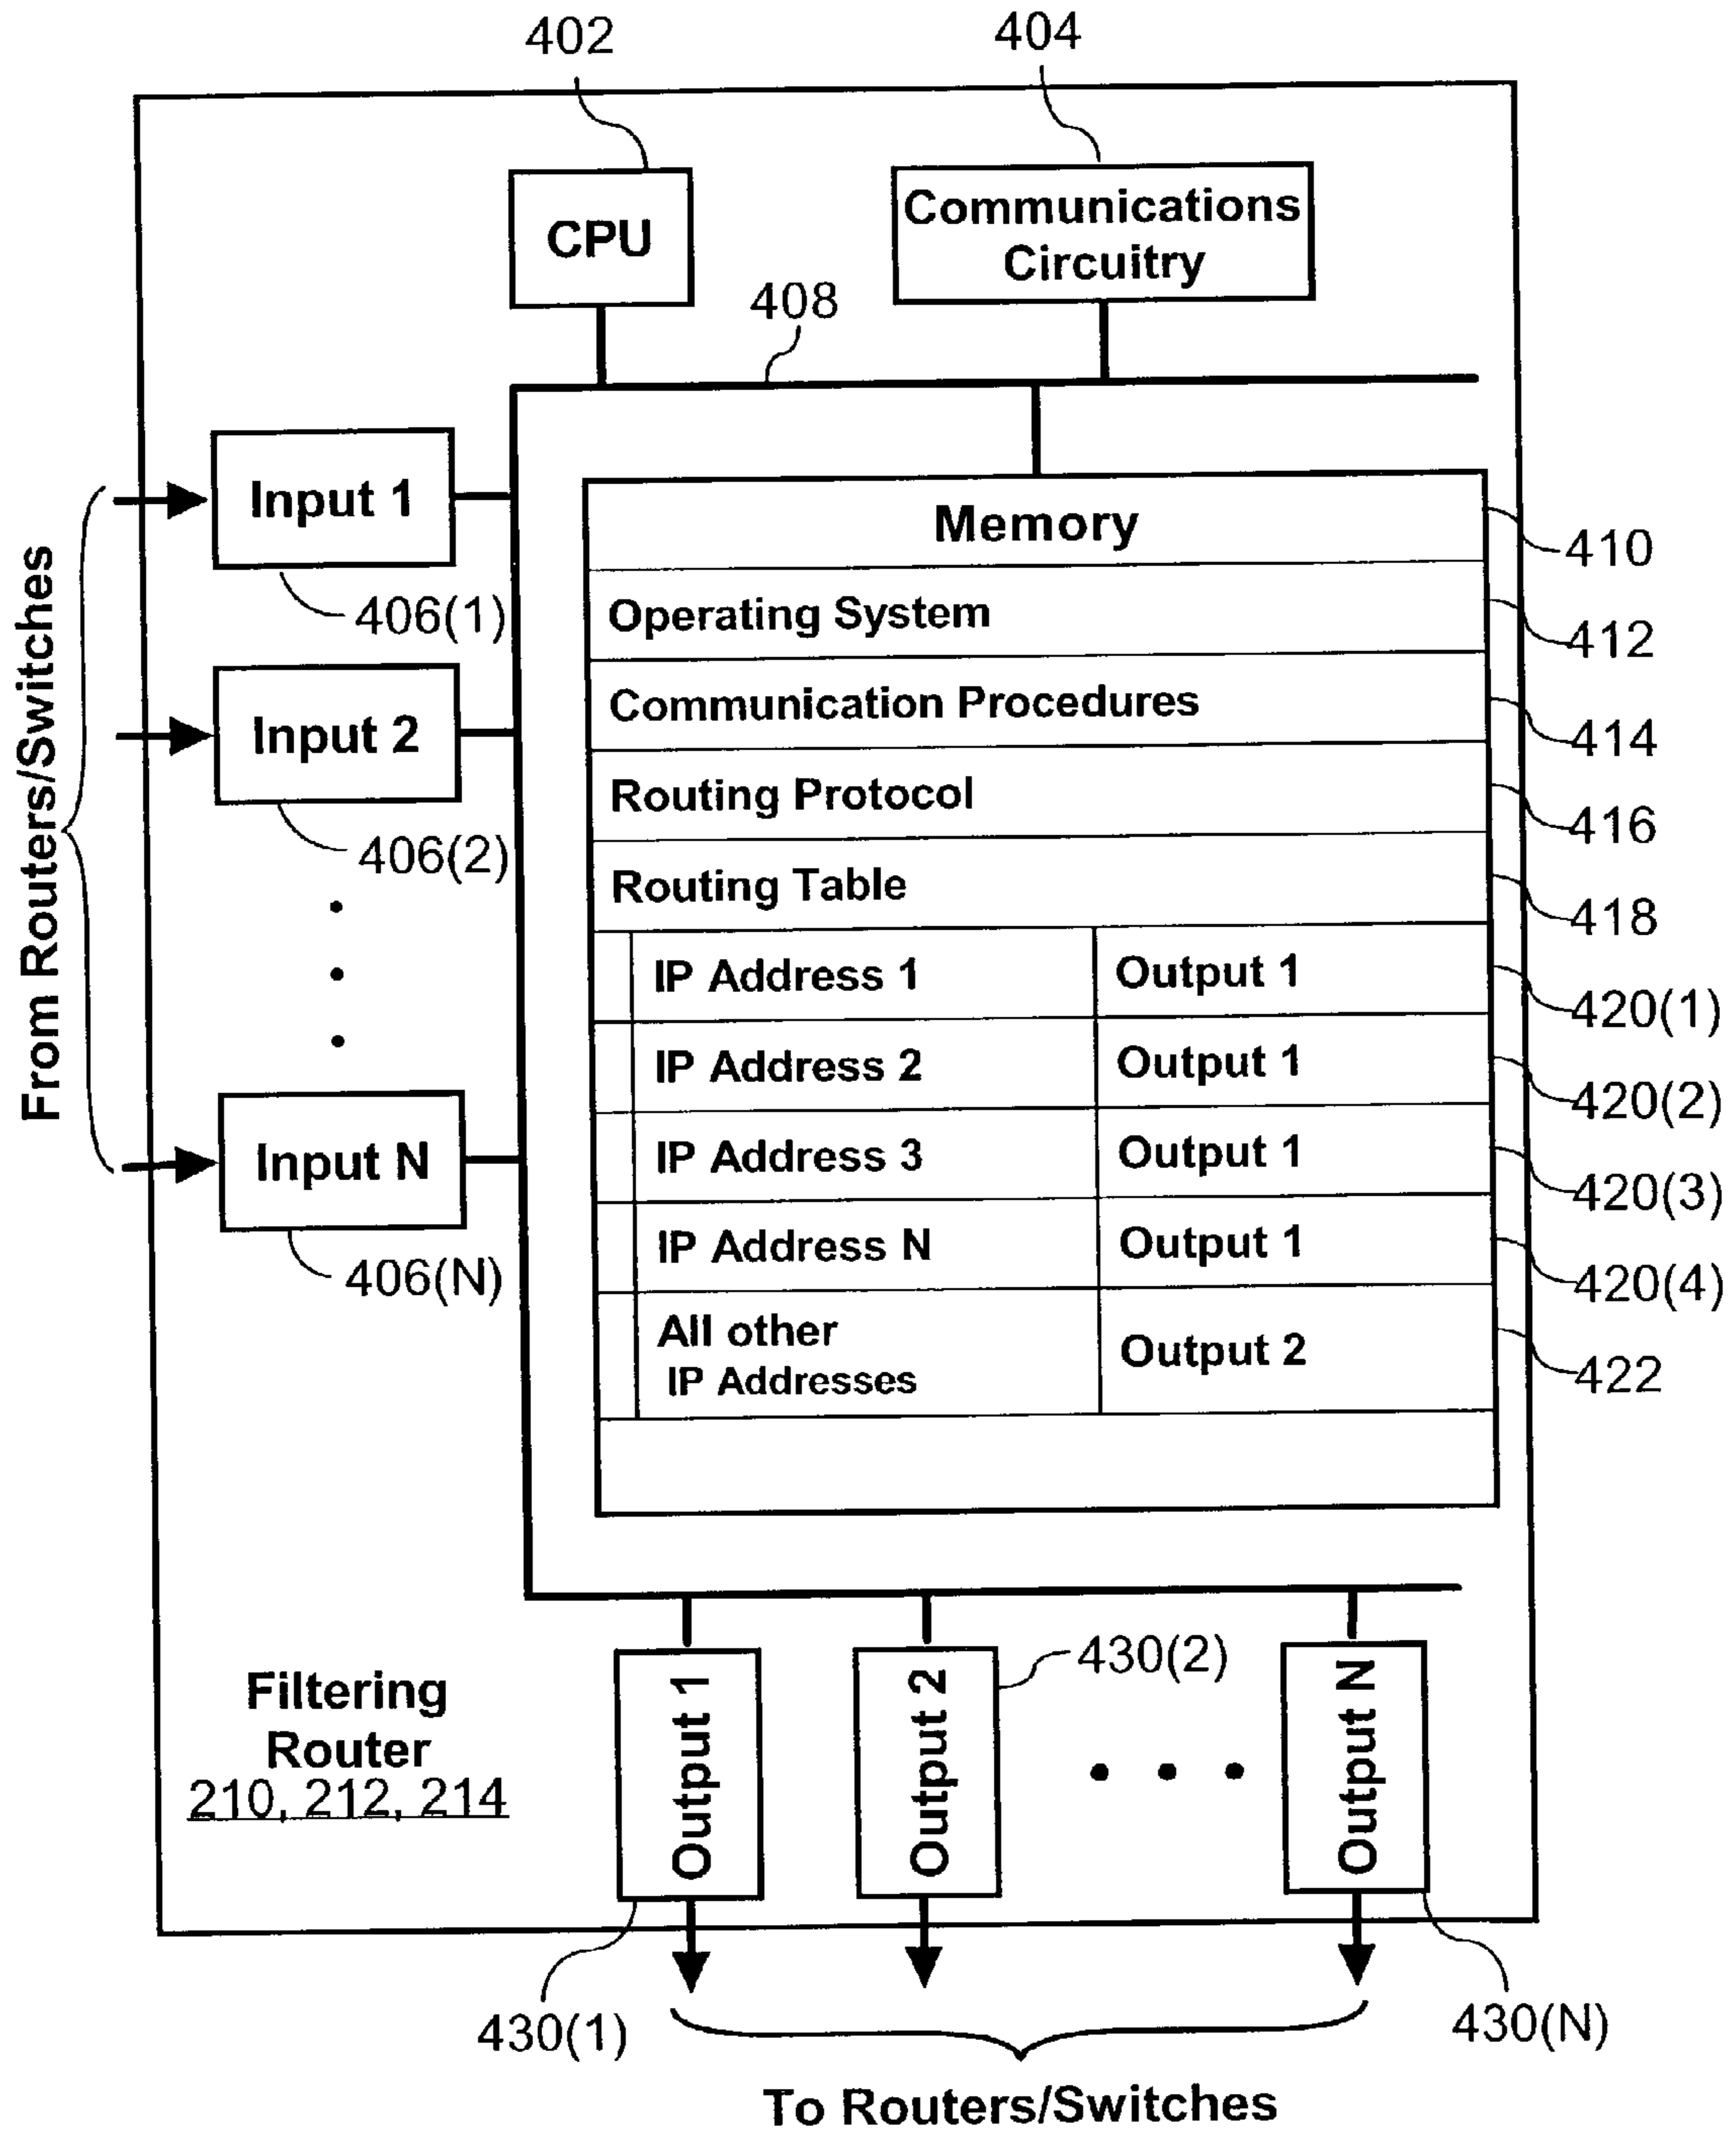 402
404
CPU
Communications
Circuitry
408
From Routers/Switches
Input 1
406(1)
Input 2
406(2)
Input N
406(N)
Memory
410
Operating System
412
Communication Procedures
414
Routing Protocol
416
Routing Table
418
IP Address 1 Output 1
420(1)
IP Address 2 Output 1
420(2)
IP Address 3 Output 1
420(3)
IP Address N Output 1
420(4)
All other
IP Addresses
Output 2
422
Filtering
Router
210, 212, 214
Output 1
430(1)
Output 2
430(2)
Output N
430(N)
To Routers/Switches